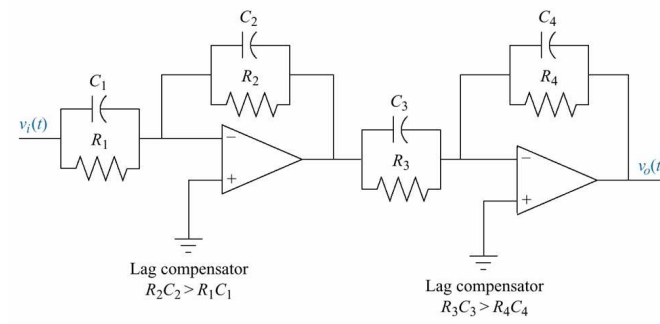 C2
C4
R2
R4
C1
C3
vi(t)
R1
R3
−
+
−
+
vo(t
Lag compensator
R2C2 > R1C1
Lag compensator
R3C3 > R4C4